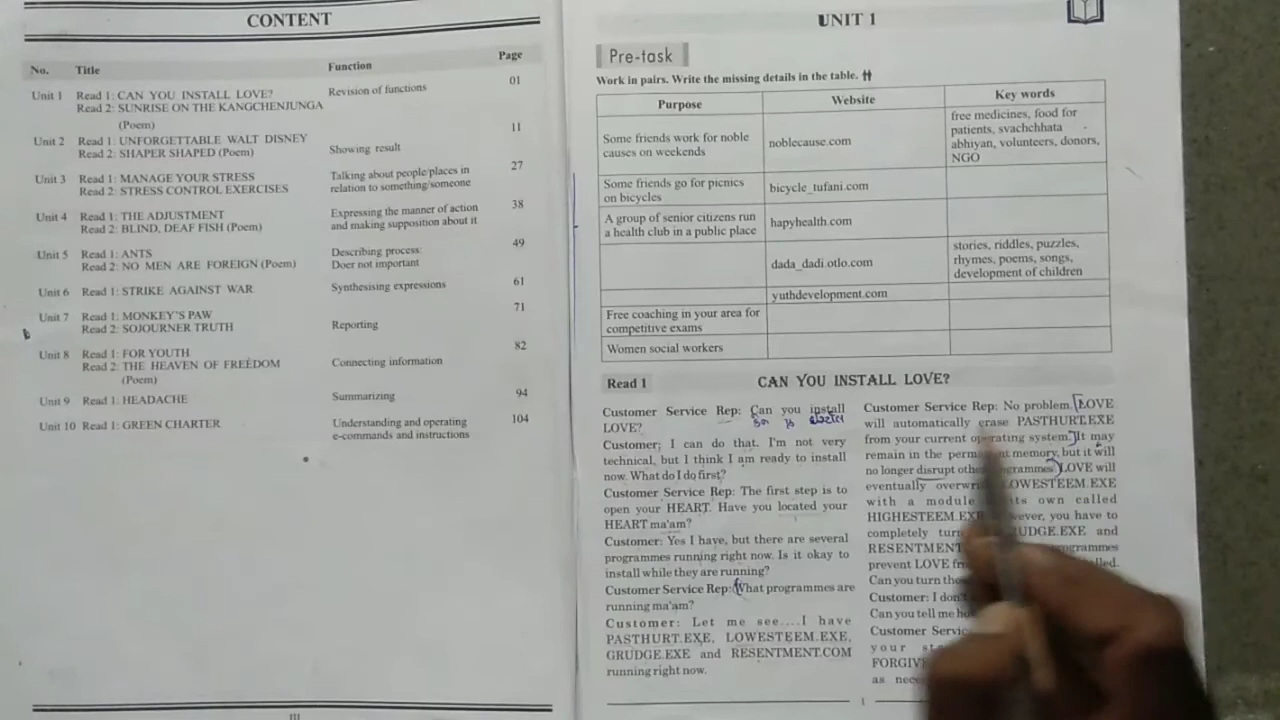 CONTENT
No. Title Function Page
Unit 1 Read 1: CAN YOU INSTALL LOVE? Revision of functions 01
Read 2: SUNRISE ON THE KANGCHENJUNGA
(Poem)
Unit 2 Read 1: UNFORGETTABLE WALT DISNEY 11
Read 2: SHAPER SHAPED (Poem) Showing result
Unit 3 Read 1: MANAGE YOUR STRESS Talking about people/places in 27
Read 2: STRESS CONTROL EXERCISES relation to something/someone
Unit 4 Read 1: THE ADJUSTMENT Expressing the manner of action 38
Read 2: BLIND, DEAF FISH (Poem) and making supposition about it
Unit 5 Read 1: ANTS Describing process: 49
Read 2: NO MEN ARE FOREIGN (Poem) Doer not important
Unit 6 Read 1: STRIKE AGAINST WAR Synthesising expressions 61
Unit 7 Read 1: MONKEY'S PAW 71
Read 2: SOJOURNER TRUTH Reporting
Unit 8 Read 1: FOR YOUTH 82
Read 2: THE HEAVEN OF FREEDOM Connecting information
(Poem)
Unit 9 Read 1: HEADACHE Summarizing 94
Unit 10 Read 1: GREEN CHARTER Understanding and operating 104
e-commands and instructions
III
UNIT 1
Pre-task
Work in pairs. Write the missing details in the table.
Purpose Website Key words
Some friends work for noble
causes on weekends
noblecause.com
free medicines, food for
patients, svachchhata
abhiyan, volunteers, donors,
NGO
Some friends go for picnics
on bicycles
bicycle_tufani.com
A group of senior citizens run
a health club in a public place
hapyhealth.com
dada_dadi.otlo.com
stories, riddles, puzzles,
rhymes, poems, songs,
development of children
yuthdevelopment.com
Free coaching in your area for
competitive exams
Women social workers
Read 1 CAN YOU INSTALL LOVE?
Customer Service Rep: Can you install
LOVE?
Customer; I can do that. I'm not very
technical, but I think I am ready to install
now. What do I do first?
Customer Service Rep: The first step is to
open your HEART. Have you located your
HEART ma'am?
Customer: Yes I have, but there are several
programmes running right now. Is it okay to
install while they are running?
Customer Service Rep: What programmes are
running ma'am?
Customer: Let me see....I have
PASTHURT.EXE, LOWESTEEM.EXE,
GRUDGE.EXE and RESENTMENT.COM
running right now.
Customer Service Rep: No problem. LOVE
will automatically erase PASTHURT.EXE
from your current operating system. It may
remain in the memory, but it will
no longer disrupt LOVE will
eventually
with a module its own called
HIGHESTEEM.EXE you have to
completely and
RESENTMENT
prevent LOVE
Can you turn
Customer: I don't
Can you tell me
Customer
your
as
1